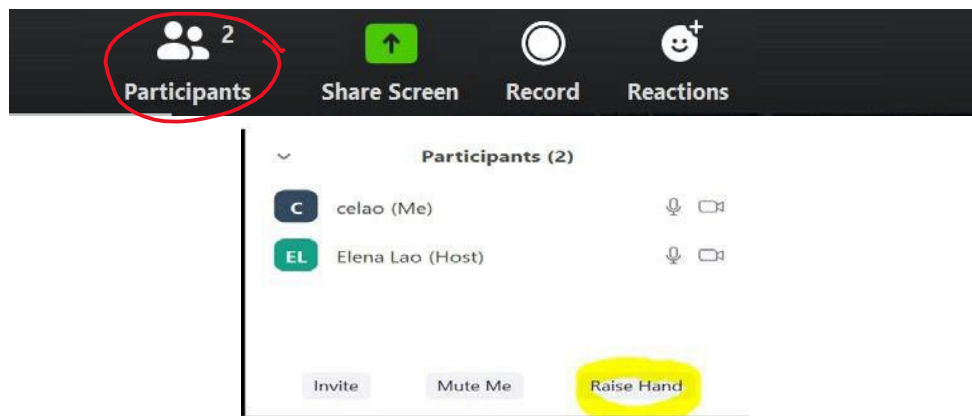 2
Participants Share Screen Record Reactions
Participants (2)
C celao (Me)
EL Elena Lao (Host)
Invite Mute Me Raise Hand